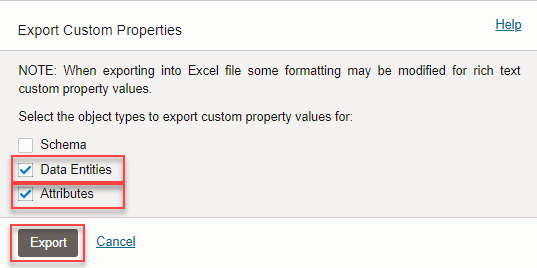 Export Custom Properties
Help
NOTE: When exporting into Excel file some formatting may be modified for rich text
custom property values.
Select the object types to export custom property values for:
Schema
Data Entities
Attributes
Export
Cancel